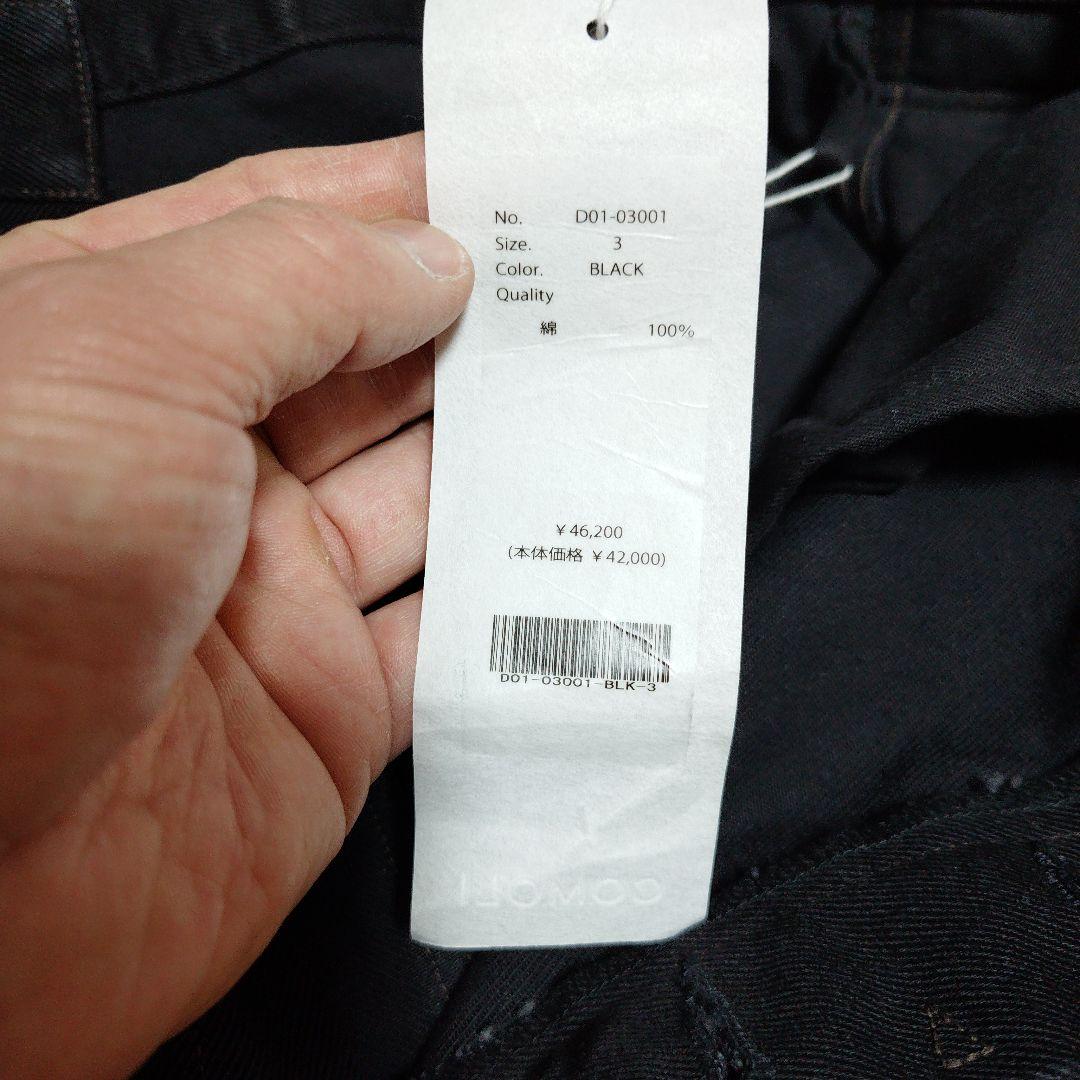 No. D01-03001
Size. 3
Color. BLACK
Quality
綿 100%
¥46,200
(本体価格 ¥42,000)
D01-03001-BLK-3
COMOLI